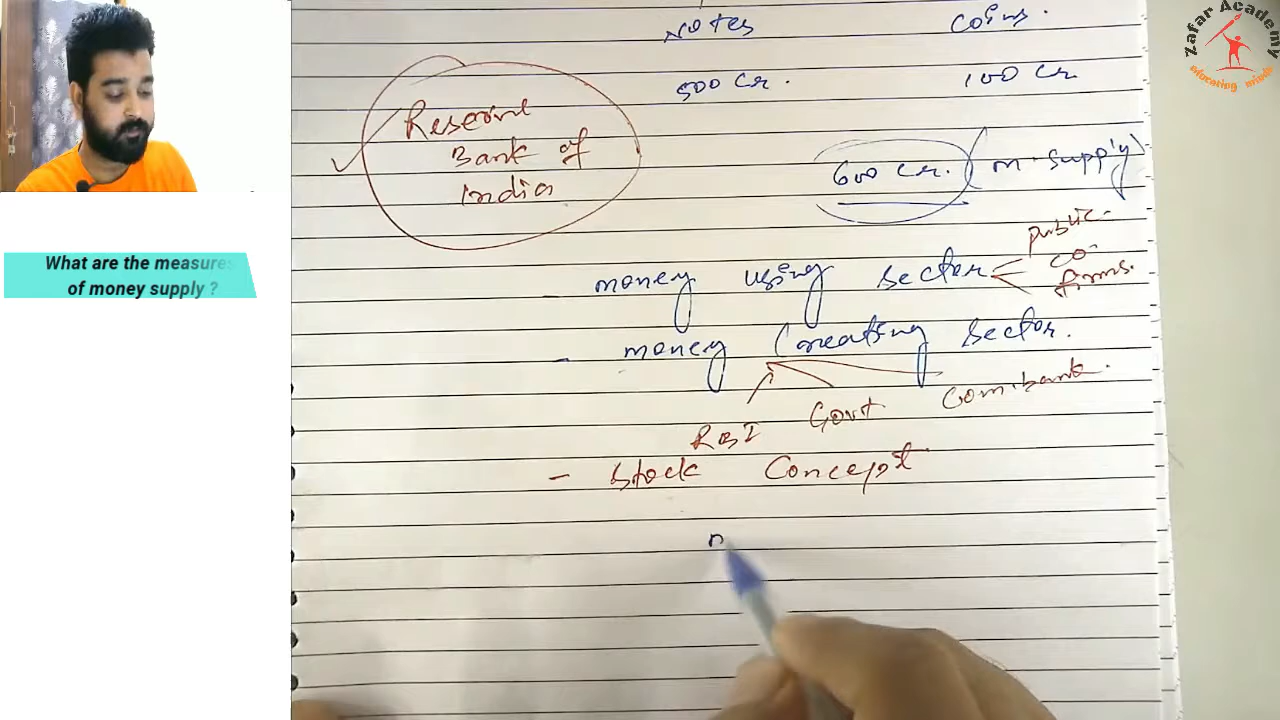 Notes Coins.
500 Cr. 100 Cr
Reserve
Bank of
India
600 Cr. (m. supply)
- money using sector
public.
co-
firms.
- money Creating sector.
RBI Govt Com. bank.
- Stock Concept
What are the measures
of money supply ?
Zafar Academy
educating minds